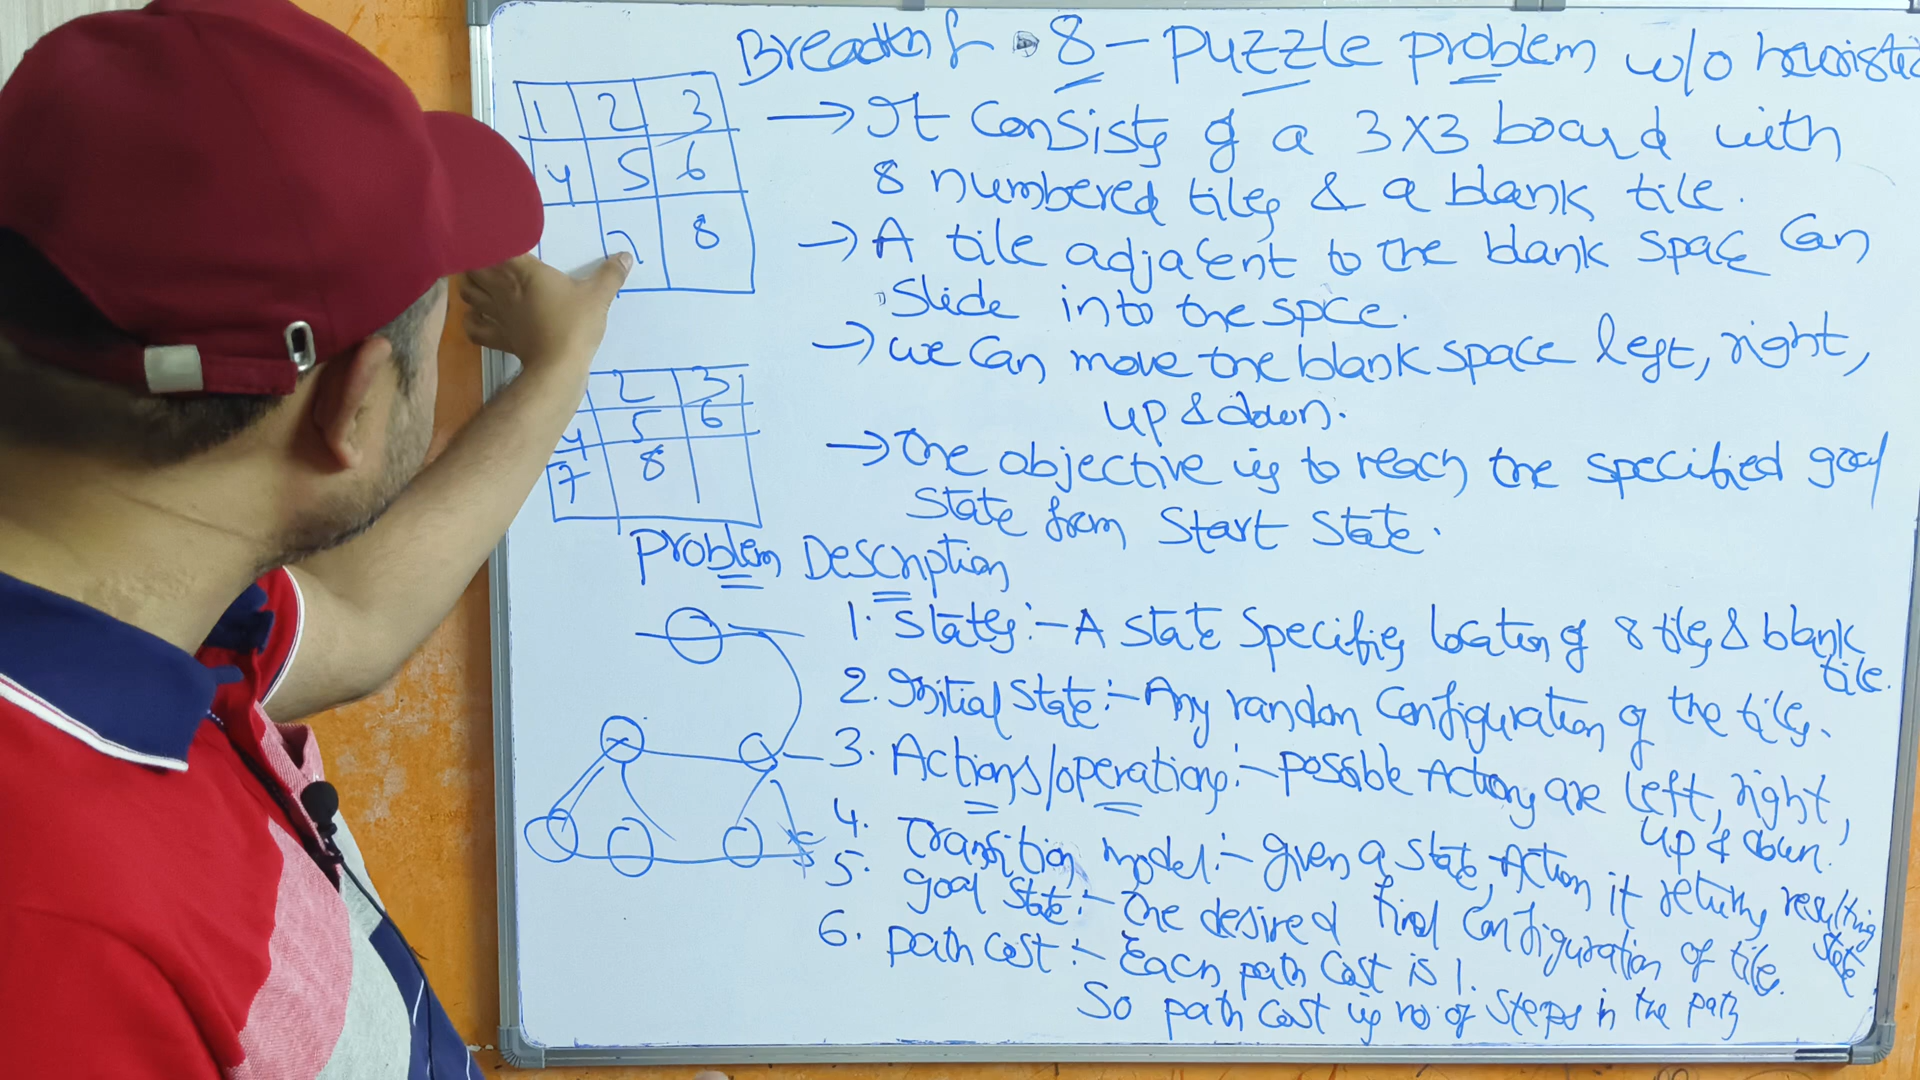 Breadth f 8 - puzzle problem w/o heuristic
1 2 3
4 5 6
7 8
→ It consists of a 3x3 board with
8 numbered tiles & a blank tile.
→ A tile adjacent to the blank space can
slide into the spce.
→ we can move the blank space left, right,
up & down.
→ The objective is to reach the specified goal
state from start state.
2 3
4 5 6
7 8
Problem Description
1. States:- A state specifies location of 8 tiles & blank
tile.
2. Initial state:- Any random configuration of the tiles.
3. Actions/operations:- possible Actions are left, right,
up & down.
4. Transition model:- given a state, Action it returns resulting
state
5. goal state:- The desired final configuration of tile.
6. path cost:- Each path cost is 1.
So path cost is no of steps in the path